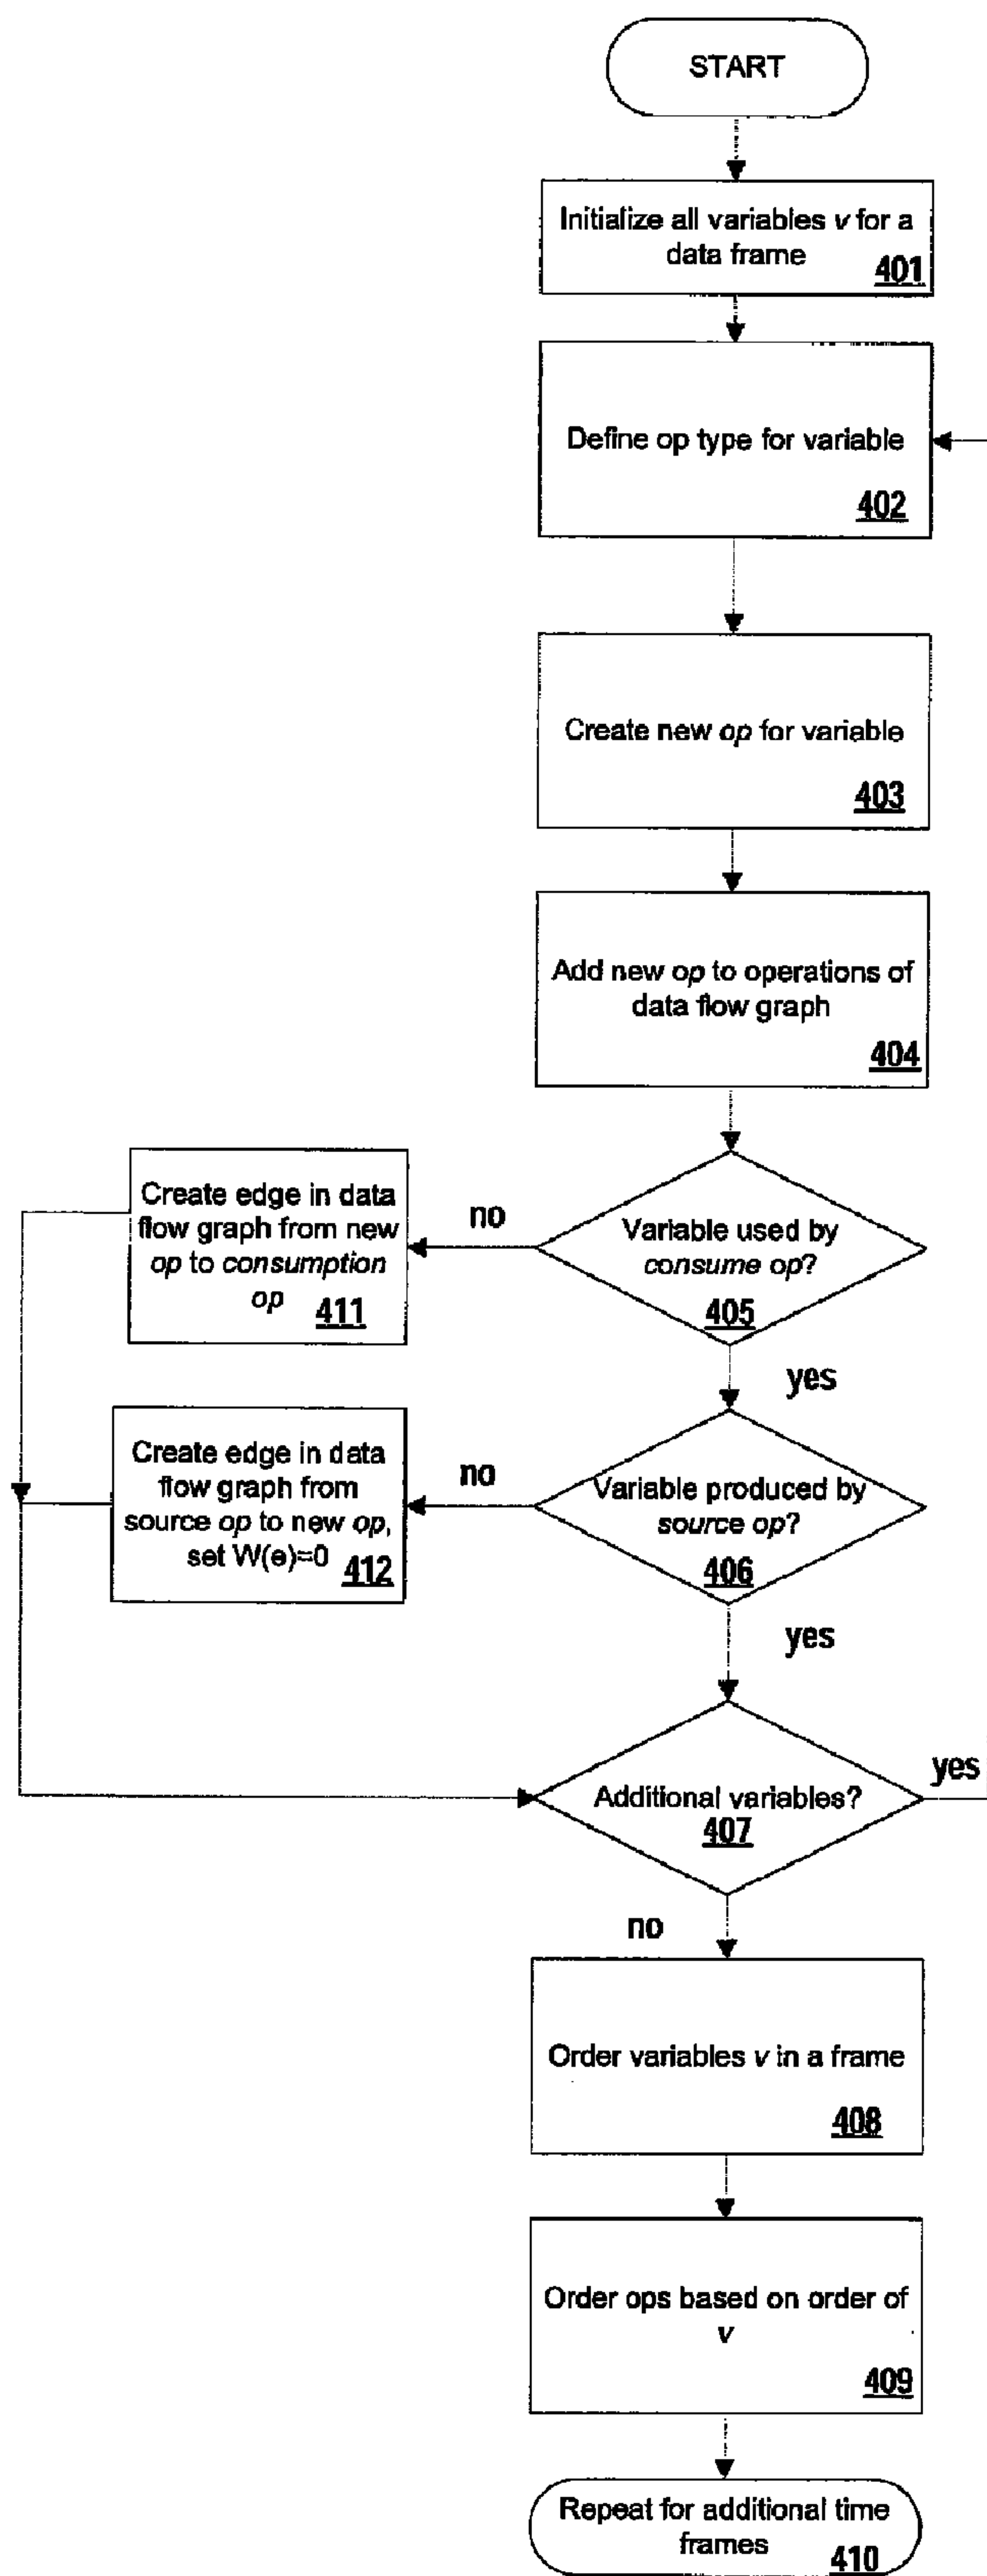 START
Initialize all variables v for a
data frame
401
Define op type for variable
402
Create new op for variable
403
Add new op to operations of
data flow graph
404
Create edge in data
flow graph from new
op to consumption
op
411
no
Variable used by
consume op?
405
yes
Create edge in data
flow graph from
source op to new op,
set W(e)=0
412
no
Variable produced by
source op?
406
yes
Additional variables?
407
yes
no
Order variables v in a frame
408
Order ops based on order of
v
409
Repeat for additional time
frames
410